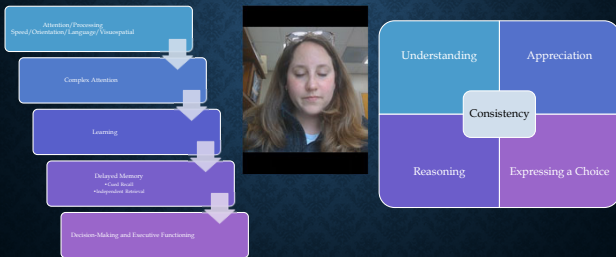 Attention/Processing
Speed/Orientation/Language/Visuospatial
Complex Attention
Learning
Delayed Memory
•Cued Recall
•Independent Retrieval
Decision-Making and Executive Functioning
Understanding
Appreciation
Consistency
Reasoning
Expressing a Choice